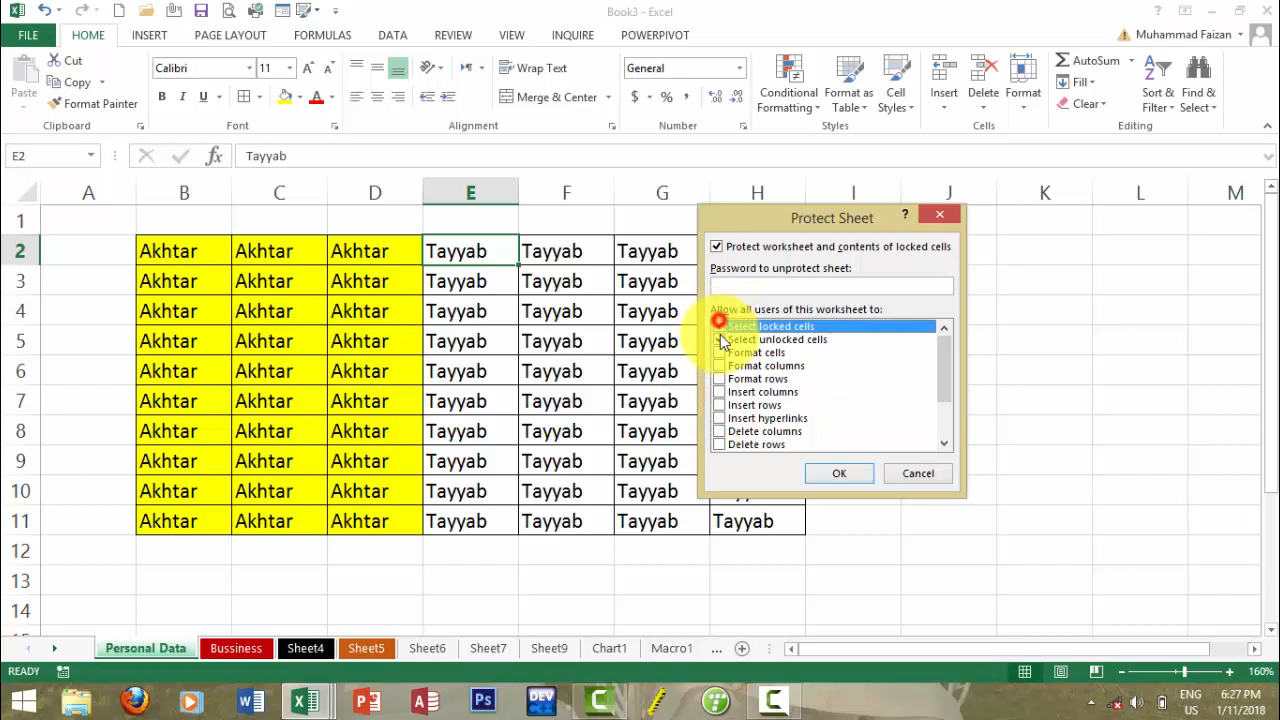 Book3 - Excel
FILE HOME INSERT PAGE LAYOUT FORMULAS DATA REVIEW VIEW INQUIRE POWERPIVOT Muhammad Faizan
Paste
Cut
Copy
Format Painter
Calibri 11
B I U
Wrap Text
Merge & Center
General
$ % ,
Conditional Formatting
Format as Table
Cell Styles
Insert
Delete
Format
AutoSum
Fill
Clear
Sort & Filter
Find & Select
Clipboard Font Alignment Number Styles Cells Editing
E2 fx Tayyab
A B C D E F G H I J K L M
1
2 Akhtar Akhtar Akhtar Tayyab Tayyab Tayyab
3 Akhtar Akhtar Akhtar Tayyab Tayyab Tayyab
4 Akhtar Akhtar Akhtar Tayyab Tayyab Tayyab
5 Akhtar Akhtar Akhtar Tayyab Tayyab Tayyab
6 Akhtar Akhtar Akhtar Tayyab Tayyab Tayyab
7 Akhtar Akhtar Akhtar Tayyab Tayyab Tayyab
8 Akhtar Akhtar Akhtar Tayyab Tayyab Tayyab
9 Akhtar Akhtar Akhtar Tayyab Tayyab Tayyab
10 Akhtar Akhtar Akhtar Tayyab Tayyab Tayyab
11 Akhtar Akhtar Akhtar Tayyab Tayyab Tayyab Tayyab
12
13
14
Protect Sheet
Protect worksheet and contents of locked cells
Password to unprotect sheet:
Allow all users of this worksheet to:
Select locked cells
Select unlocked cells
Format cells
Format columns
Format rows
Insert columns
Insert rows
Insert hyperlinks
Delete columns
Delete rows
OK Cancel
Personal Data Bussiness Sheet4 Sheet5 Sheet6 Sheet7 Sheet9 Chart1 Macro1 ...
READY 160%
DEV
ENG 6:27 PM
US 1/11/2018